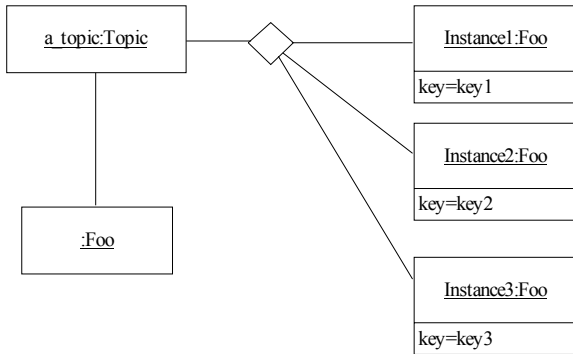 a_topic:Topic
Instance1:Foo
key=key1
Instance2:Foo
key=key2
:Foo
Instance3:Foo
key=key3